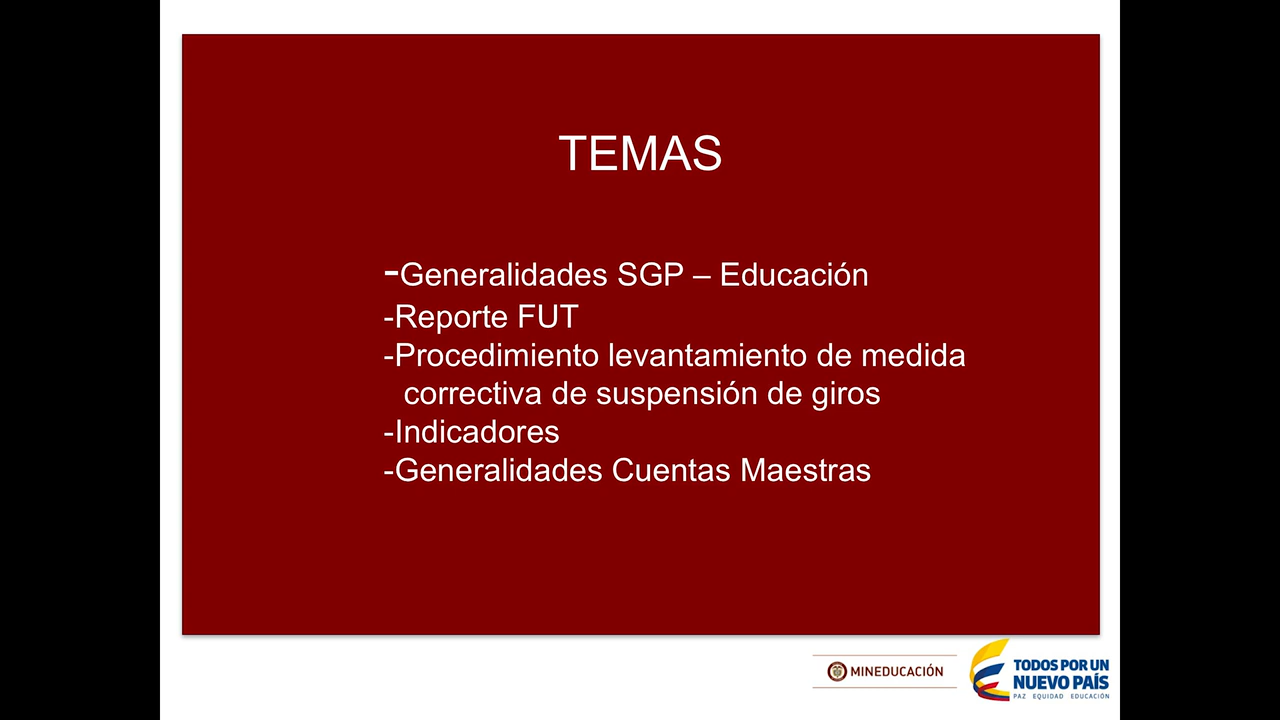 TEMAS
-Generalidades SGP – Educación
-Reporte FUT
-Procedimiento levantamiento de medida
correctiva de suspensión de giros
-Indicadores
-Generalidades Cuentas Maestras
MINEDUCACIÓN
TODOS POR UN
NUEVO PAÍS
PAZ EQUIDAD EDUCACIÓN